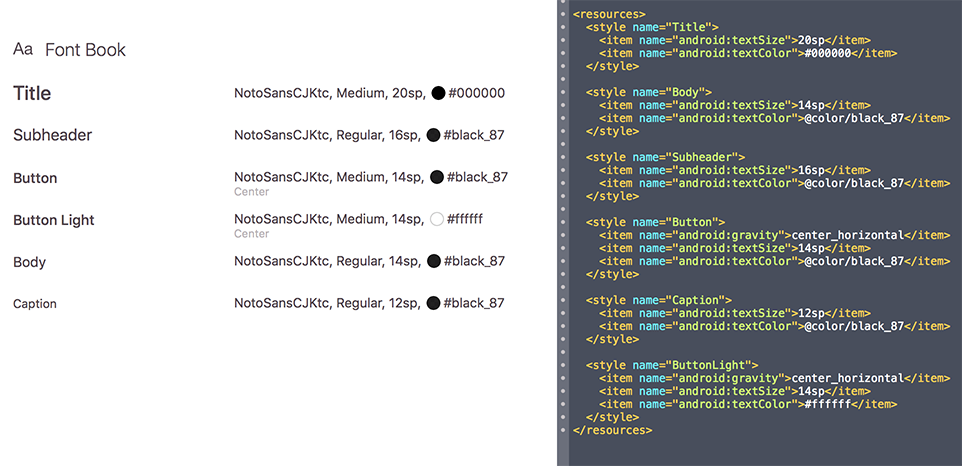 Aa Font Book
Title NotoSansCJKtc, Medium, 20sp, #000000
Subheader NotoSansCJKtc, Regular, 16sp, #black_87
Button NotoSansCJKtc, Medium, 14sp, #black_87
Center
Button Light NotoSansCJKtc, Medium, 14sp, #ffffff
Center
Body NotoSansCJKtc, Regular, 14sp, #black_87
Caption NotoSansCJKtc, Regular, 12sp, #black_87
<resources>
<style name="Title">
<item name="android:textSize">20sp</item>
<item name="android:textColor">#000000</item>
</style>
<style name="Body">
<item name="android:textSize">14sp</item>
<item name="android:textColor">@color/black_87</item>
</style>
<style name="Subheader">
<item name="android:textSize">16sp</item>
<item name="android:textColor">@color/black_87</item>
</style>
<style name="Button">
<item name="android:gravity">center_horizontal</item>
<item name="android:textSize">14sp</item>
<item name="android:textColor">@color/black_87</item>
</style>
<style name="Caption">
<item name="android:textSize">12sp</item>
<item name="android:textColor">@color/black_87</item>
</style>
<style name="ButtonLight">
<item name="android:gravity">center_horizontal</item>
<item name="android:textSize">14sp</item>
<item name="android:textColor">#ffffff</item>
</style>
</resources>